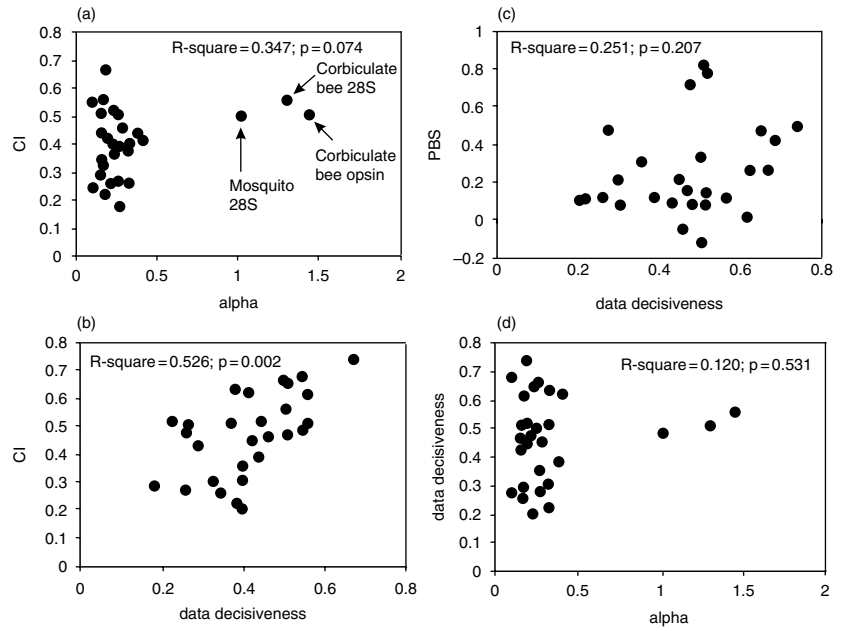 (a)
R-square=0.347; p=0.074
Corbiculate
bee 28S
Corbiculate
bee opsin
Mosquito
28S
CI
0.8
0.7
0.6
0.5
0.4
0.3
0.2
0.1
0
0 0.5 1 1.5 2
alpha
(c)
R-square=0.251; p=0.207
PBS
1
0.8
0.6
0.4
0.2
0
–0.2
0 0.2 0.4 0.6 0.8
data decisiveness
(b)
R-square=0.526; p=0.002
CI
0.8
0.7
0.6
0.5
0.4
0.3
0.2
0.1
0
0 0.2 0.4 0.6 0.8
data decisiveness
(d)
R-square=0.120; p=0.531
data decisiveness
0.8
0.7
0.6
0.5
0.4
0.3
0.2
0.1
0
0 0.5 1 1.5 2
alpha